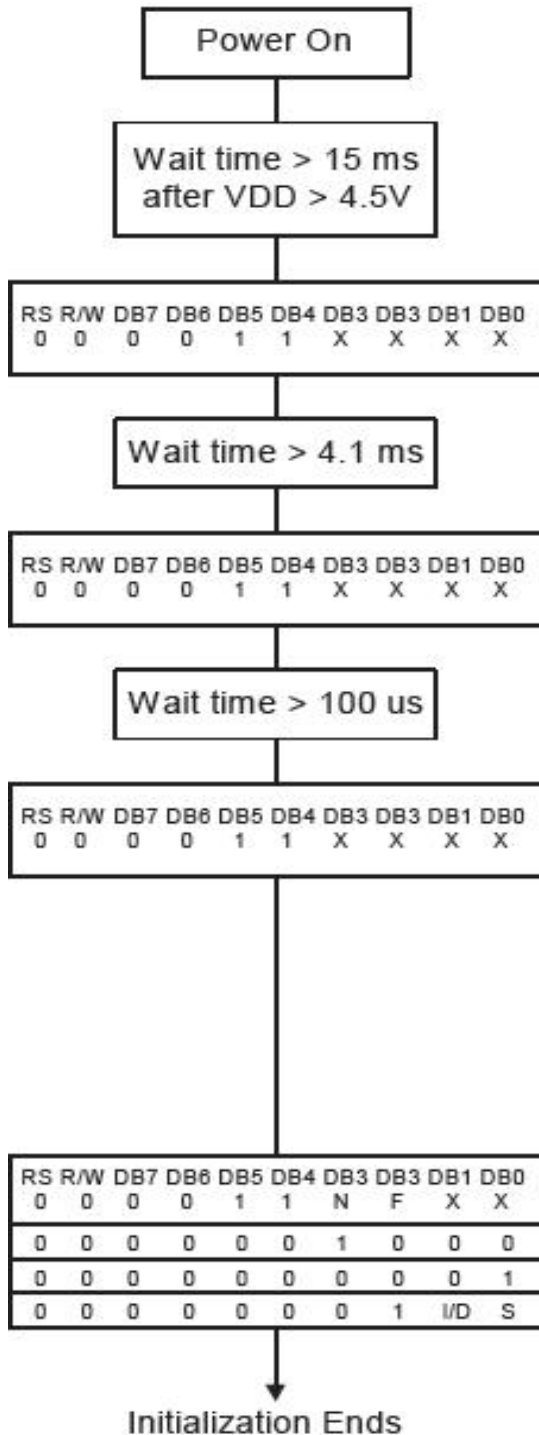 Power On
Wait time > 15 ms
after VDD > 4.5V
RS R/W DB7 DB6 DB5 DB4 DB3 DB3 DB1 DB0
0 0 0 0 1 1 X X X X
Wait time > 4.1 ms
RS R/W DB7 DB6 DB5 DB4 DB3 DB3 DB1 DB0
0 0 0 0 1 1 X X X X
Wait time > 100 us
RS R/W DB7 DB6 DB5 DB4 DB3 DB3 DB1 DB0
0 0 0 0 1 1 X X X X
RS R/W DB7 DB6 DB5 DB4 DB3 DB3 DB1 DB0
0 0 0 0 1 1 N F X X
0 0 0 0 0 0 1 0 0 0
0 0 0 0 0 0 0 0 0 1
0 0 0 0 0 0 0 1 I/D S
Initialization Ends